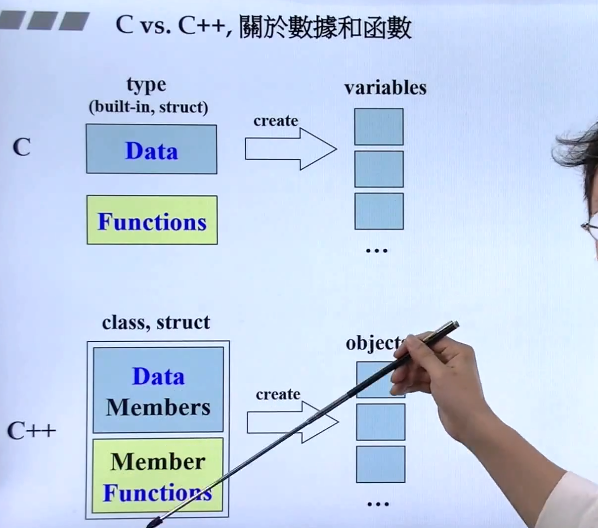 C vs. C++, 關於數據和函數
type
(built-in, struct)
variables
create
C
Data
Functions
...
class, struct
objects
create
C++
Data
Members
Member
Functions
...